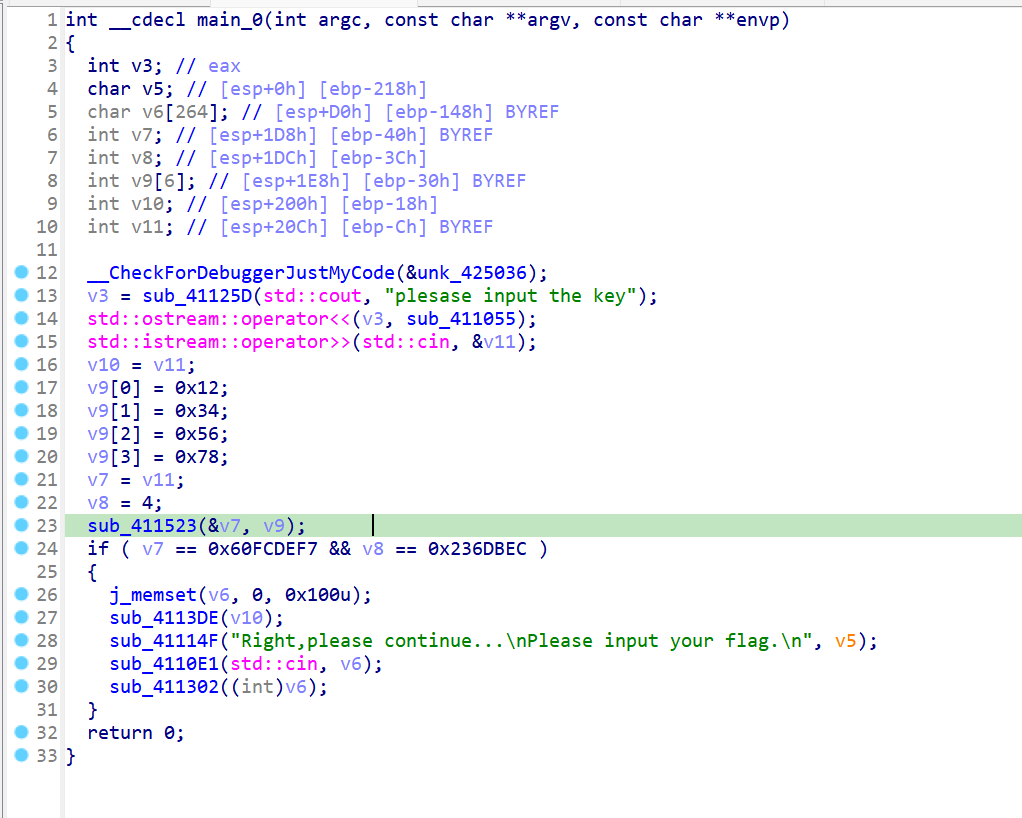 1 int __cdecl main_0(int argc, const char **argv, const char **envp)
2 {
3   int v3; // eax
4   char v5; // [esp+0h] [ebp-218h]
5   char v6[264]; // [esp+D0h] [ebp-148h] BYREF
6   int v7; // [esp+1D8h] [ebp-40h] BYREF
7   int v8; // [esp+1DCh] [ebp-3Ch]
8   int v9[6]; // [esp+1E8h] [ebp-30h] BYREF
9   int v10; // [esp+200h] [ebp-18h]
10   int v11; // [esp+20Ch] [ebp-Ch] BYREF
11
12   __CheckForDebuggerJustMyCode(&unk_425036);
13   v3 = sub_41125D(std::cout, "plesase input the key");
14   std::ostream::operator<<(v3, sub_411055);
15   std::istream::operator>>(std::cin, &v11);
16   v10 = v11;
17   v9[0] = 0x12;
18   v9[1] = 0x34;
19   v9[2] = 0x56;
20   v9[3] = 0x78;
21   v7 = v11;
22   v8 = 4;
23   sub_411523(&v7, v9);
24   if ( v7 == 0x60FCDEF7 && v8 == 0x236DBEC )
25   {
26     j_memset(v6, 0, 0x100u);
27     sub_4113DE(v10);
28     sub_41114F("Right,please continue...\nPlease input your flag.\n", v5);
29     sub_4110E1(std::cin, v6);
30     sub_411302((int)v6);
31   }
32   return 0;
33 }